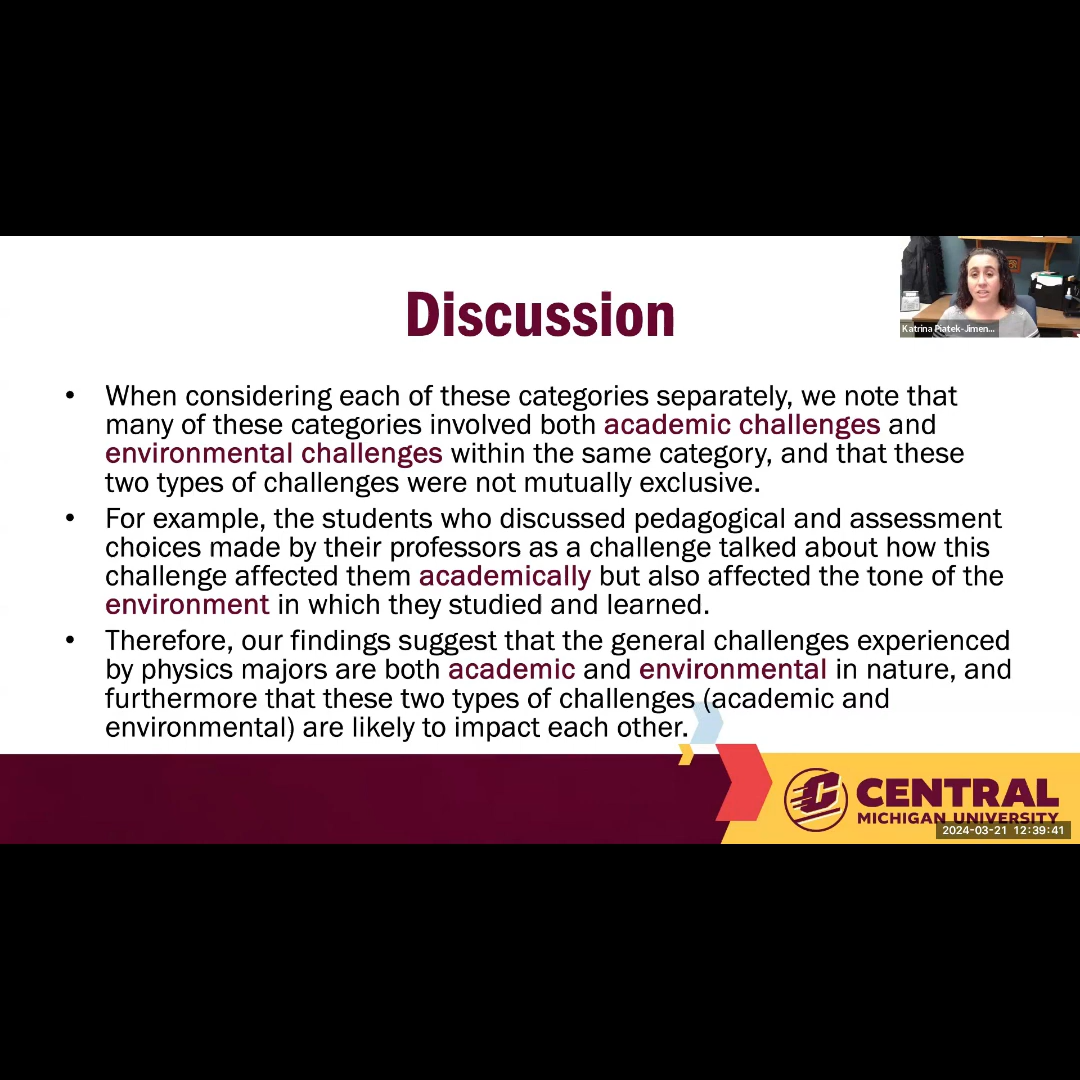 Discussion
Katrina Piatek-Jimen...
• When considering each of these categories separately, we note that
many of these categories involved both academic challenges and
environmental challenges within the same category, and that these
two types of challenges were not mutually exclusive.
• For example, the students who discussed pedagogical and assessment
choices made by their professors as a challenge talked about how this
challenge affected them academically but also affected the tone of the
environment in which they studied and learned.
• Therefore, our findings suggest that the general challenges experienced
by physics majors are both academic and environmental in nature, and
furthermore that these two types of challenges (academic and
environmental) are likely to impact each other.
C
CENTRAL
MICHIGAN UNIVERSITY
2024-03-21 12:39:41